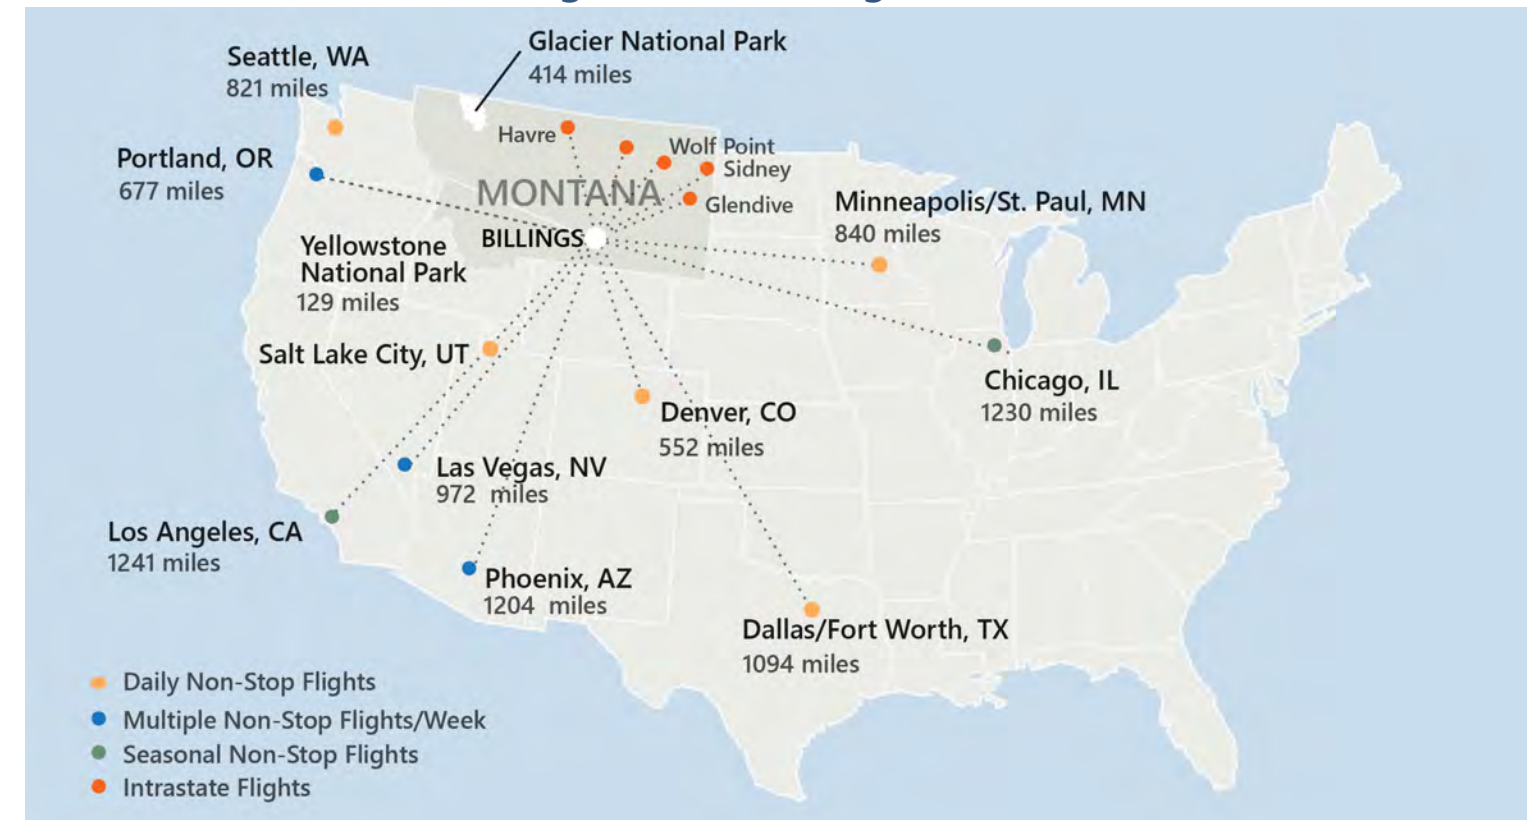 Seattle, WA
821 miles
Glacier National Park
414 miles
Portland, OR
677 miles
Havre
Wolf Point
Sidney
MONTANA
Glendive
Minneapolis/St. Paul, MN
840 miles
BILLINGS
Yellowstone
National Park
129 miles
Salt Lake City, UT
Chicago, IL
1230 miles
Denver, CO
552 miles
Las Vegas, NV
972 miles
Los Angeles, CA
1241 miles
Phoenix, AZ
1204 miles
Dallas/Fort Worth, TX
1094 miles
Daily Non-Stop Flights
Multiple Non-Stop Flights/Week
Seasonal Non-Stop Flights
Intrastate Flights